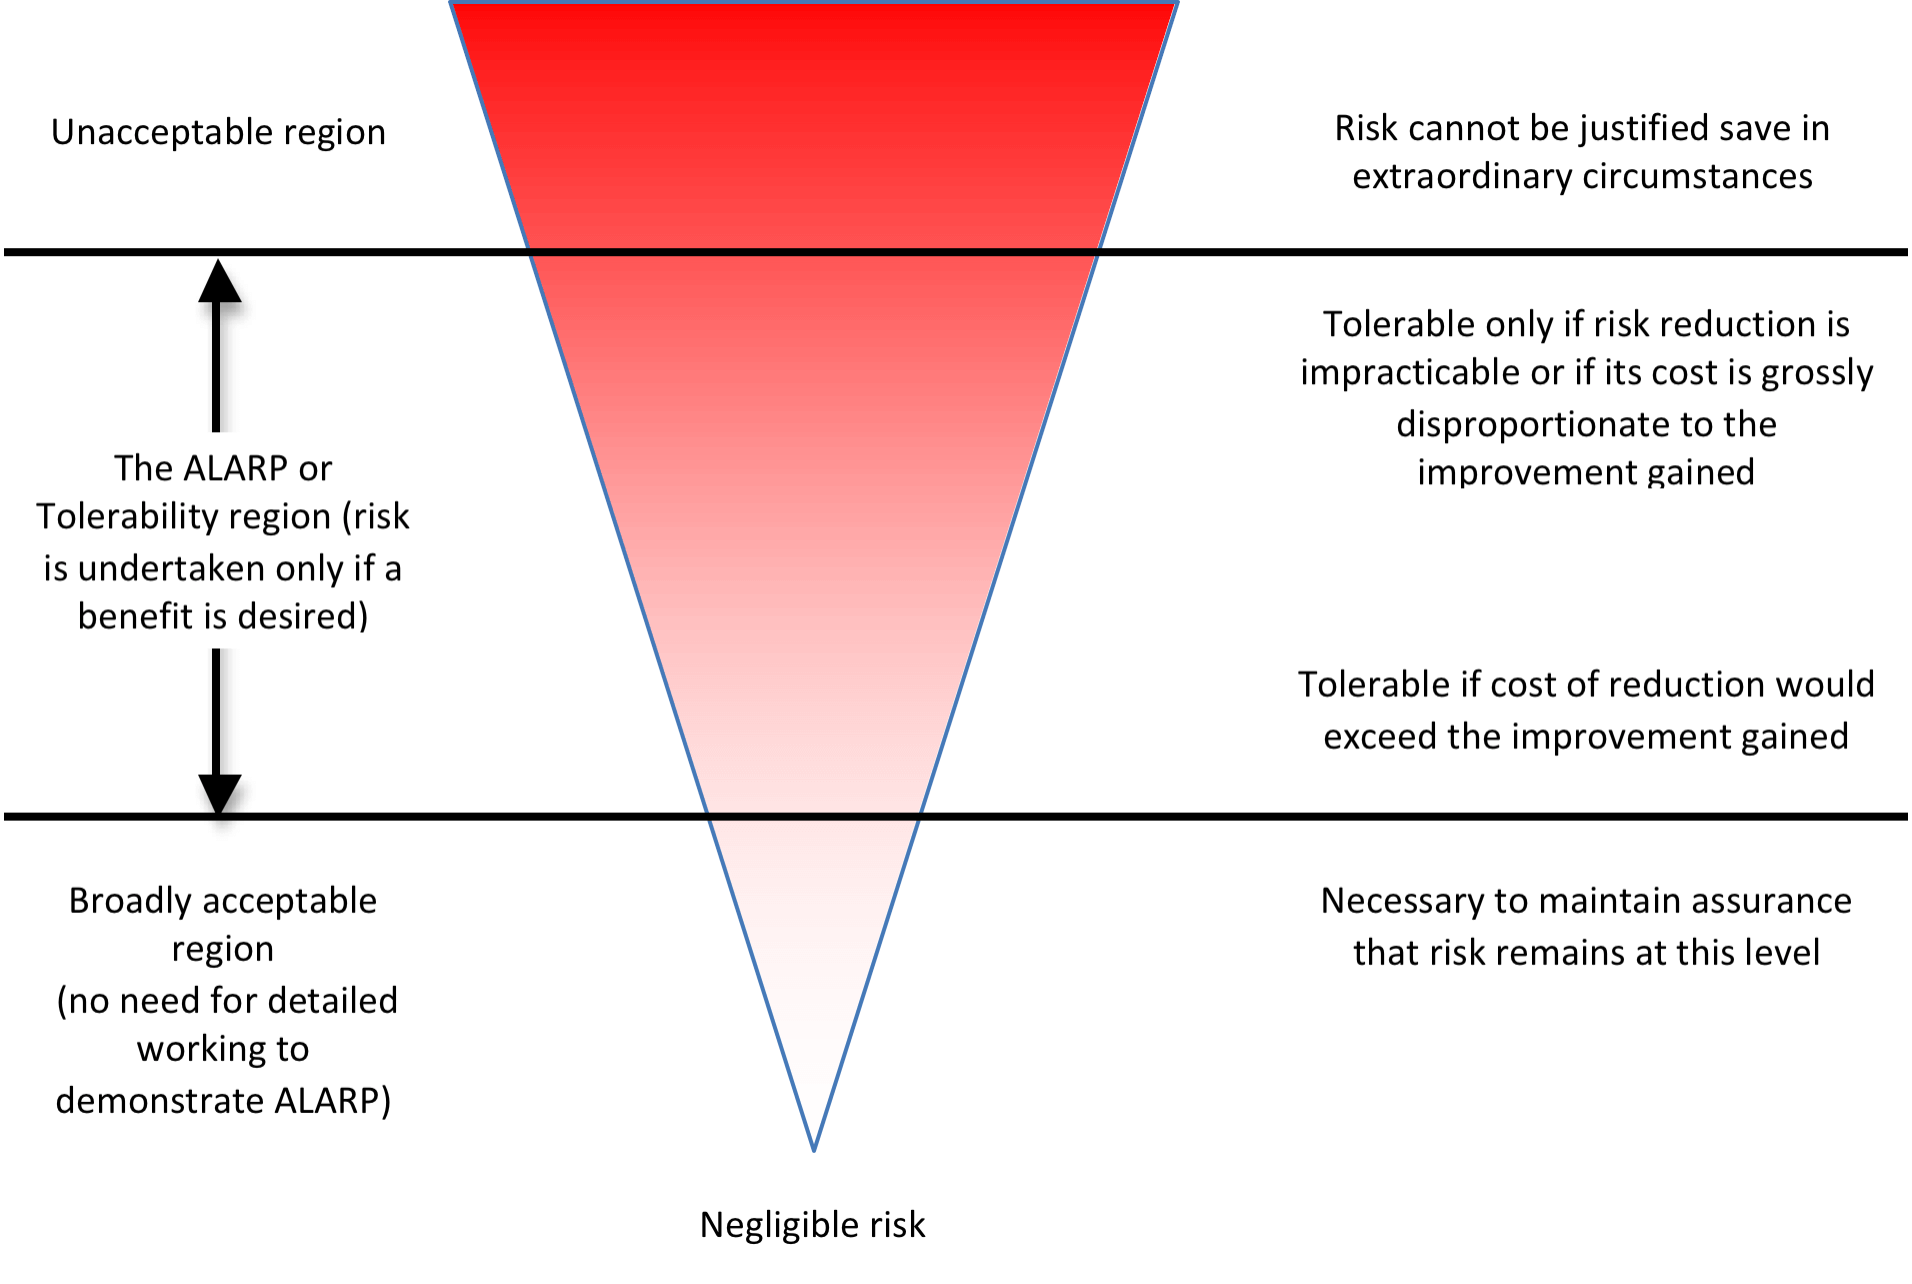 Unacceptable region
Risk cannot be justified save in
extraordinary circumstances
Tolerable only if risk reduction is
impracticable or if its cost is grossly
disproportionate to the
improvement gained
The ALARP or
Tolerability region (risk
is undertaken only if a
benefit is desired)
Tolerable if cost of reduction would
exceed the improvement gained
Broadly acceptable
region
(no need for detailed
working to
demonstrate ALARP)
Necessary to maintain assurance
that risk remains at this level
Negligible risk